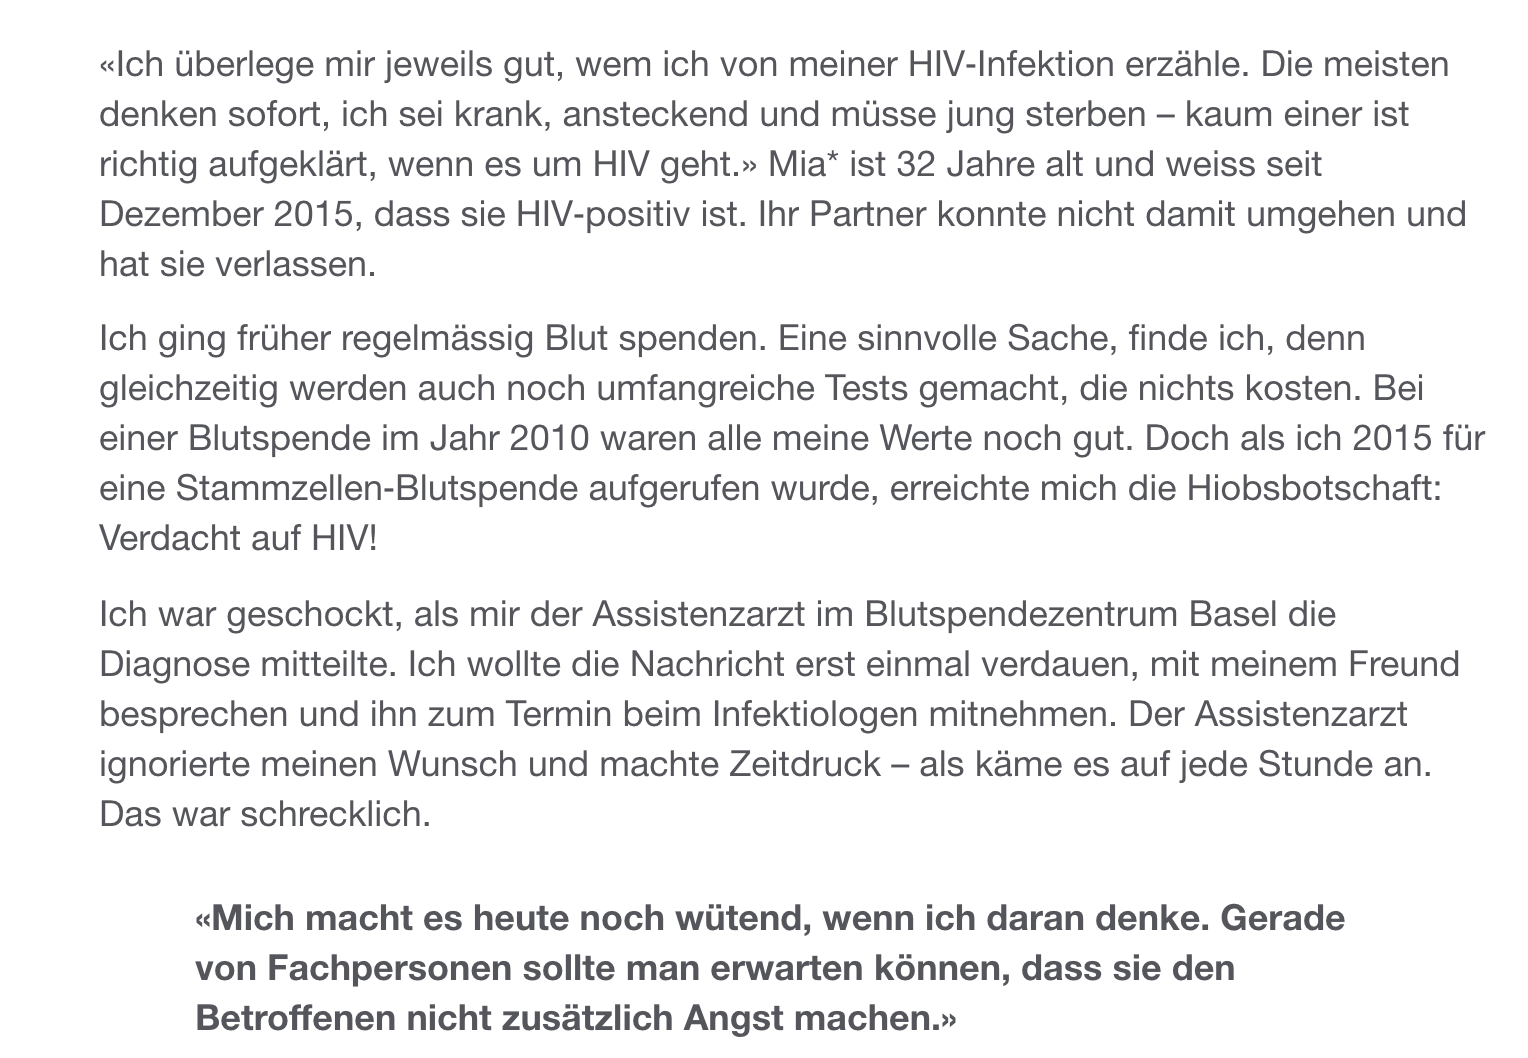 «Ich überlege mir jeweils gut, wem ich von meiner HIV-Infektion erzähle. Die meisten
denken sofort, ich sei krank, ansteckend und müsse jung sterben – kaum einer ist
richtig aufgeklärt, wenn es um HIV geht.» Mia* ist 32 Jahre alt und weiss seit
Dezember 2015, dass sie HIV-positiv ist. Ihr Partner konnte nicht damit umgehen und
hat sie verlassen.
Ich ging früher regelmässig Blut spenden. Eine sinnvolle Sache, finde ich, denn
gleichzeitig werden auch noch umfangreiche Tests gemacht, die nichts kosten. Bei
einer Blutspende im Jahr 2010 waren alle meine Werte noch gut. Doch als ich 2015 für
eine Stammzellen-Blutspende aufgerufen wurde, erreichte mich die Hiobsbotschaft:
Verdacht auf HIV!
Ich war geschockt, als mir der Assistenzarzt im Blutspendezentrum Basel die
Diagnose mitteilte. Ich wollte die Nachricht erst einmal verdauen, mit meinem Freund
besprechen und ihn zum Termin beim Infektiologen mitnehmen. Der Assistenzarzt
ignorierte meinen Wunsch und machte Zeitdruck – als käme es auf jede Stunde an.
Das war schrecklich.
«Mich macht es heute noch wütend, wenn ich daran denke. Gerade
von Fachpersonen sollte man erwarten können, dass sie den
Betroffenen nicht zusätzlich Angst machen.»